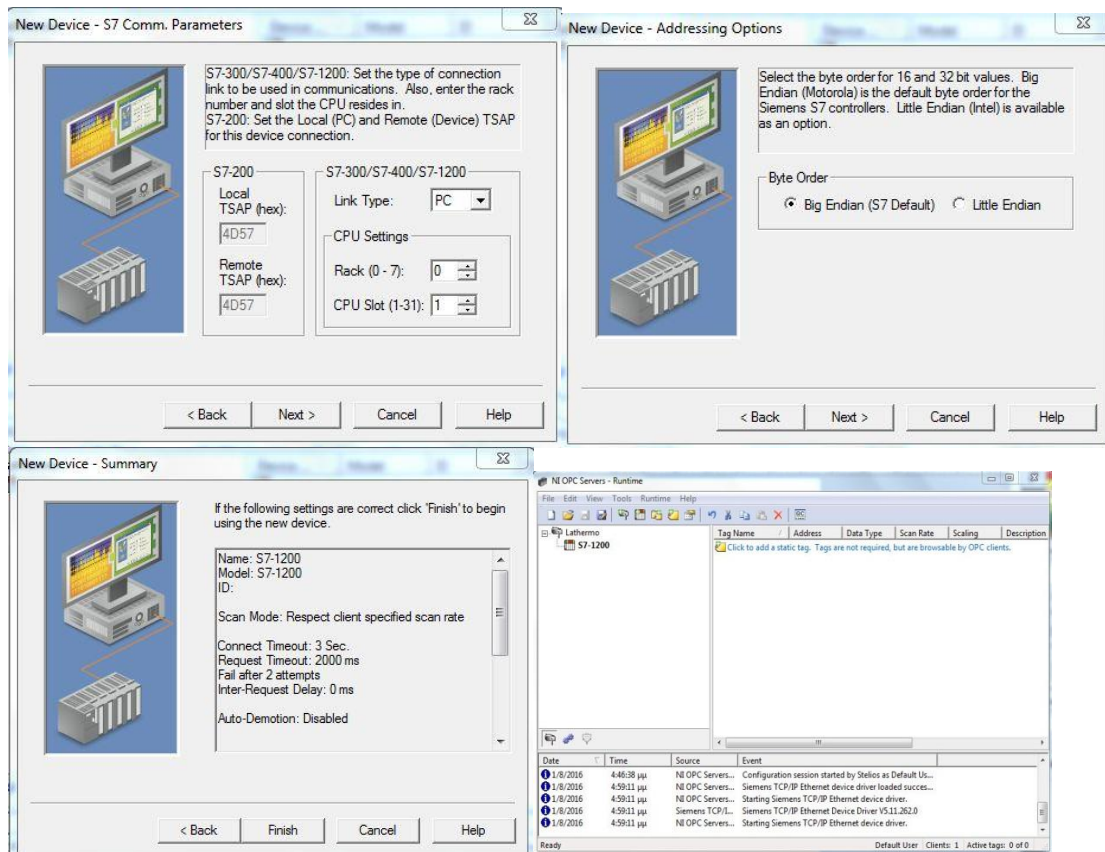 New Device - S7 Comm. Parameters
S7-300/S7-400/S7-1200: Set the type of connection
link to be used in communications. Also, enter the rack
number and slot the CPU resides in.
S7-200: Set the Local (PC) and Remote (Device) TSAP
for this device connection.
S7-200
Local
TSAP (hex):
4D57
Remote
TSAP (hex):
4D57
S7-300/S7-400/S7-1200
Link Type: PC
CPU Settings
Rack (0 - 7): 0
CPU Slot (1-31): 1
< Back Next > Cancel Help
New Device - Addressing Options
Select the byte order for 16 and 32 bit values. Big
Endian (Motorola) is the default byte order for the
Siemens S7 controllers. Little Endian (Intel) is available
as an option.
Byte Order
Big Endian (S7 Default) Little Endian
< Back Next > Cancel Help
New Device - Summary
If the following settings are correct click 'Finish' to begin
using the new device.
Name: S7-1200
Model: S7-1200
ID:
Scan Mode: Respect client specified scan rate
Connect Timeout: 3 Sec.
Request Timeout: 2000 ms
Fail after 2 attempts
Inter-Request Delay: 0 ms
Auto-Demotion: Disabled
< Back Finish Cancel Help
NI OPC Servers - Runtime
File Edit View Tools Runtime Help
Lathermo
S7-1200
Tag Name / Address Data Type Scan Rate Scaling Description
Click to add a static tag. Tags are not required, but are browsable by OPC clients.
Date Time Source Event
1/8/2016 4:46:38 μμ NI OPC Servers... Configuration session started by Stelios as Default Us...
1/8/2016 4:59:11 μμ NI OPC Servers... Siemens TCP/IP Ethernet device driver loaded succes...
1/8/2016 4:59:11 μμ NI OPC Servers... Starting Siemens TCP/IP Ethernet device driver.
1/8/2016 4:59:11 μμ Siemens TCP/I... Siemens TCP/IP Ethernet Device Driver V5.11.262.0
1/8/2016 4:59:11 μμ NI OPC Servers... Starting Siemens TCP/IP Ethernet device driver.
Ready Default User Clients: 1 Active tags: 0 of 0